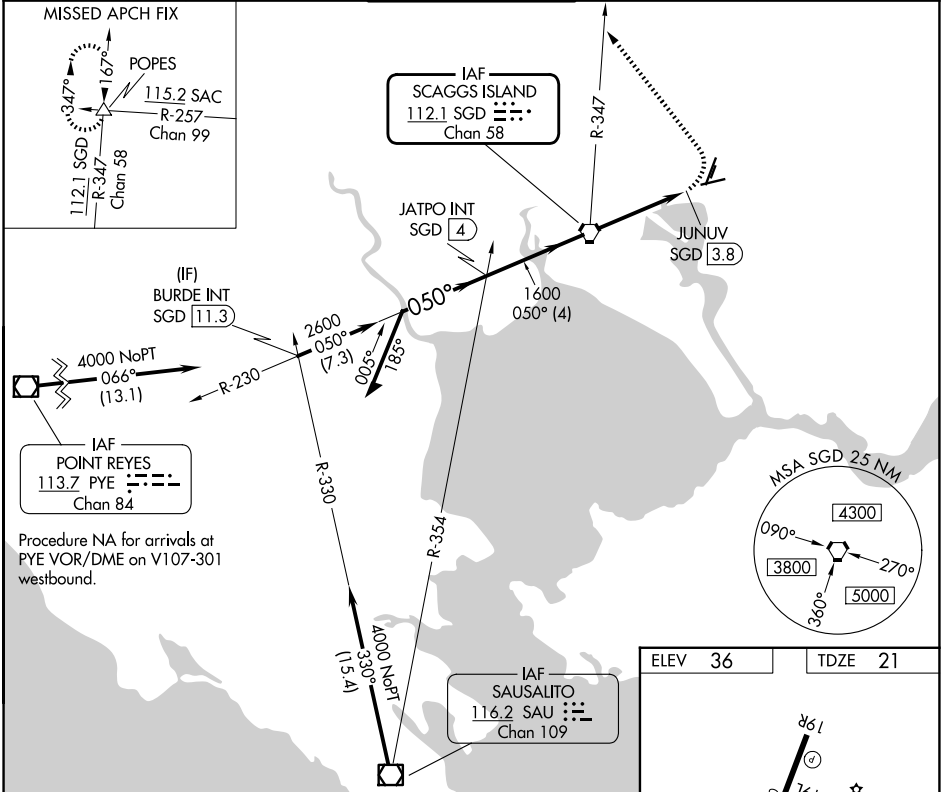 MISSED APCH FIX
POPES
347°
167°
115.2 SAC
R-257
Chan 99
112.1 SGD
R-347
Chan 58
IAF
SCAGGS ISLAND
112.1 SGD
Chan 58
R-347
JATPO INT
SGD 4
JUNUV
SGD 3.8
(IF)
BURDE INT
SGD 11.3
050°
1600
050° (4)
2600
050°
(7.3)
005°
185°
4000 NoPT
066°
(13.1)
R-230
IAF
POINT REYES
113.7 PYE
Chan 84
R-330
R-354
Procedure NA for arrivals at
PYE VOR/DME on V107-301
westbound.
MSA SGD 25 NM
4300
090°
3800
270°
5000
360°
4000 NoPT
330°
(15.4)
IAF
SAUSALITO
116.2 SAU
Chan 109
ELEV 36
TDZE 21
19R
19L
P